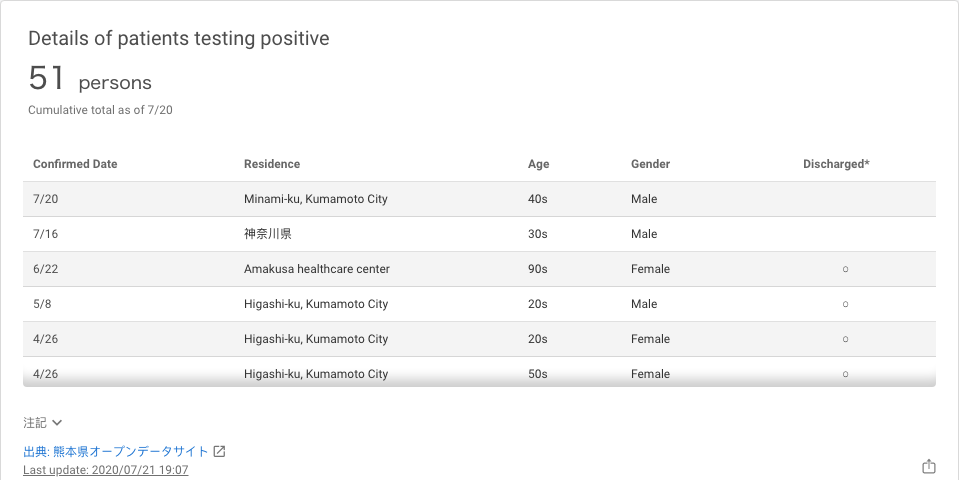 Details of patients testing positive
51 persons
Cumulative total as of 7/20
Confirmed Date Residence Age Gender Discharged*
7/20 Minami-ku, Kumamoto City 40s Male
7/16 神奈川県 30s Male
6/22 Amakusa healthcare center 90s Female ○
5/8 Higashi-ku, Kumamoto City 20s Male ○
4/26 Higashi-ku, Kumamoto City 20s Female ○
4/26 Higashi-ku, Kumamoto City 50s Female ○
注記
出典: 熊本県オープンデータサイト
Last update: 2020/07/21 19:07